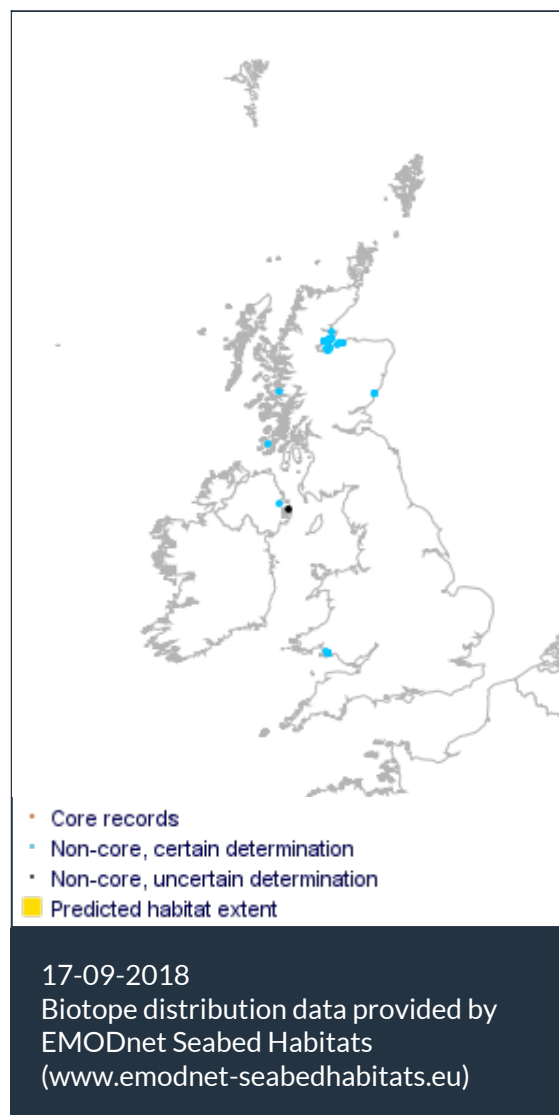 Core records
Non-core, certain determination
Non-core, uncertain determination
Predicted habitat extent
17-09-2018
Biotope distribution data provided by
EMODnet Seabed Habitats
(www.emodnet-seabedhabitats.eu)